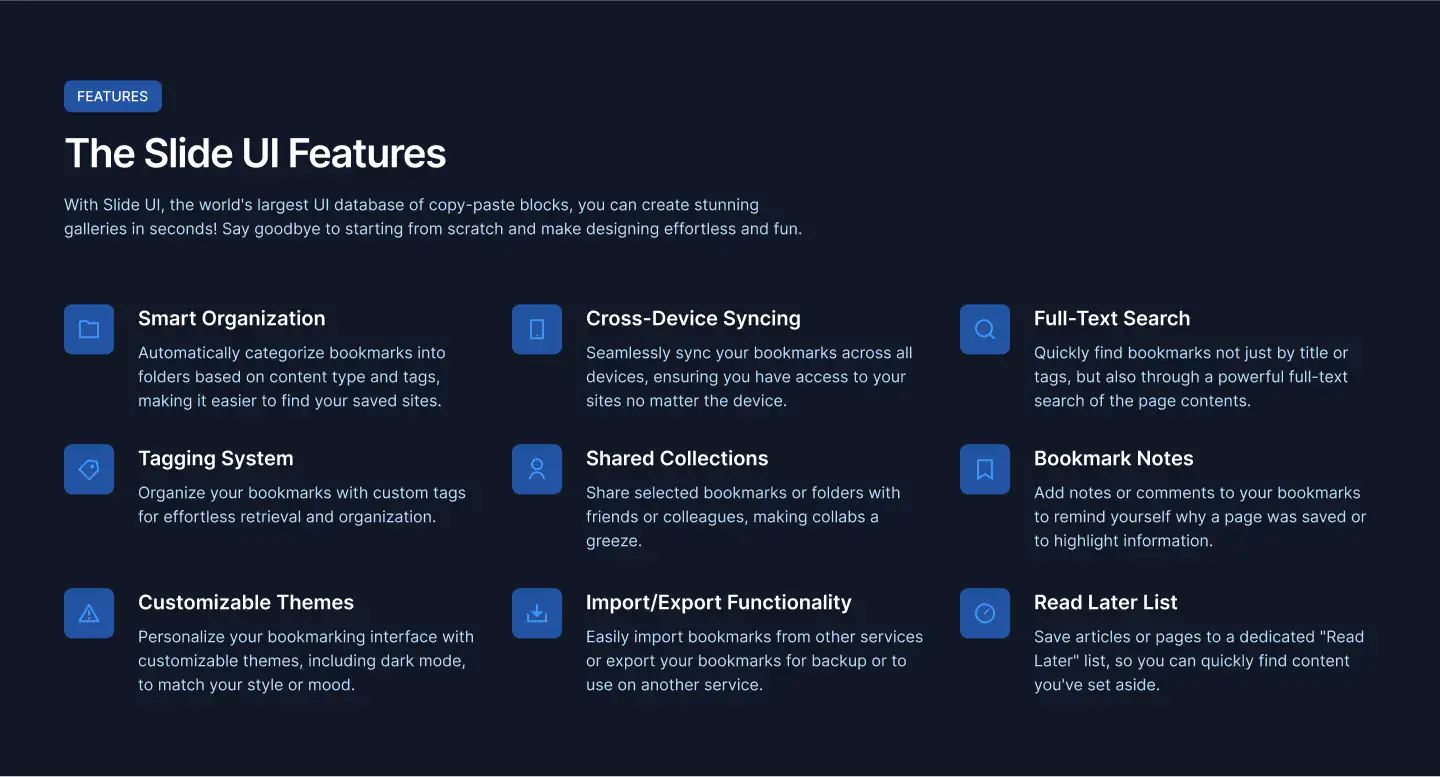 FEATURES
The Slide UI Features
With Slide UI, the world's largest UI database of copy-paste blocks, you can create stunning
galleries in seconds! Say goodbye to starting from scratch and make designing effortless and fun.
Smart Organization
Automatically categorize bookmarks into
folders based on content type and tags,
making it easier to find your saved sites.
Cross-Device Syncing
Seamlessly sync your bookmarks across all
devices, ensuring you have access to your
sites no matter the device.
Full-Text Search
Quickly find bookmarks not just by title or
tags, but also through a powerful full-text
search of the page contents.
Tagging System
Organize your bookmarks with custom tags
for effortless retrieval and organization.
Shared Collections
Share selected bookmarks or folders with
friends or colleagues, making collabs a
greeze.
Bookmark Notes
Add notes or comments to your bookmarks
to remind yourself why a page was saved or
to highlight information.
Customizable Themes
Personalize your bookmarking interface with
customizable themes, including dark mode,
to match your style or mood.
Import/Export Functionality
Easily import bookmarks from other services
or export your bookmarks for backup or to
use on another service.
Read Later List
Save articles or pages to a dedicated "Read
Later" list, so you can quickly find content
you've set aside.